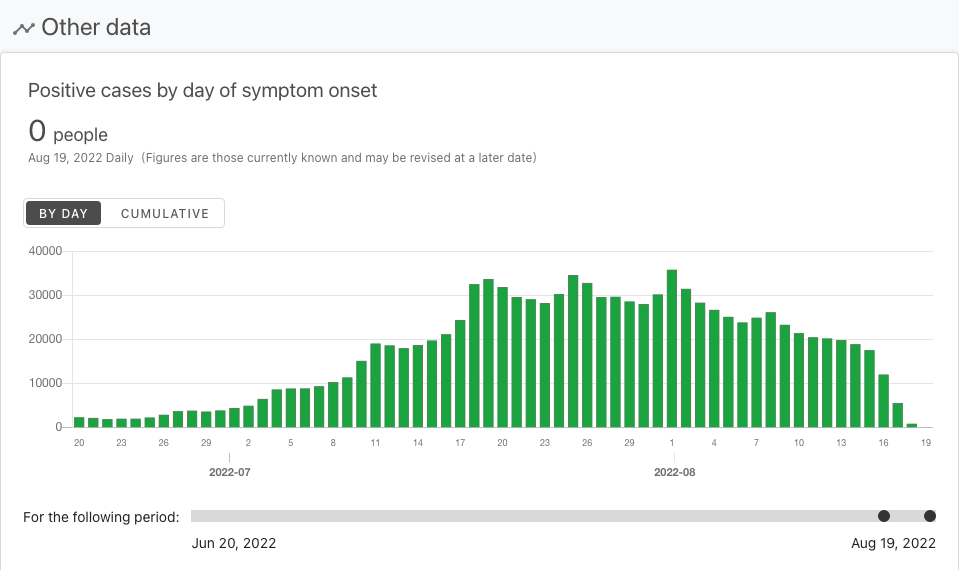 Other data
Positive cases by day of symptom onset
0 people
Aug 19, 2022 Daily (Figures are those currently known and may be revised at a later date)
BY DAY CUMULATIVE
40000
30000
20000
10000
0
20 23 26 29 2 5 8 11 14 17 20 23 26 29 1 4 7 10 13 16 19
2022-07 2022-08
For the following period:
Jun 20, 2022 Aug 19, 2022